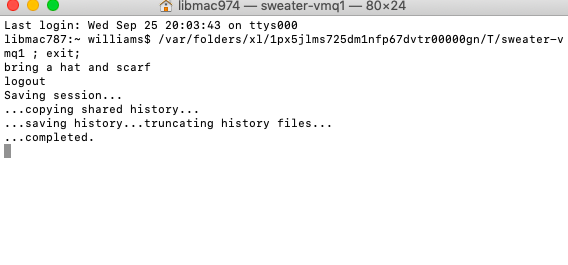 libmac974 — sweater-vmq1 — 80×24
Last login: Wed Sep 25 20:03:43 on ttys000
libmac787:~ williams$ /var/folders/xl/1px5jlms725dm1nfp67dvtr00000gn/T/sweater-v
mq1 ; exit;
bring a hat and scarf
logout
Saving session...
...copying shared history...
...saving history...truncating history files...
...completed.